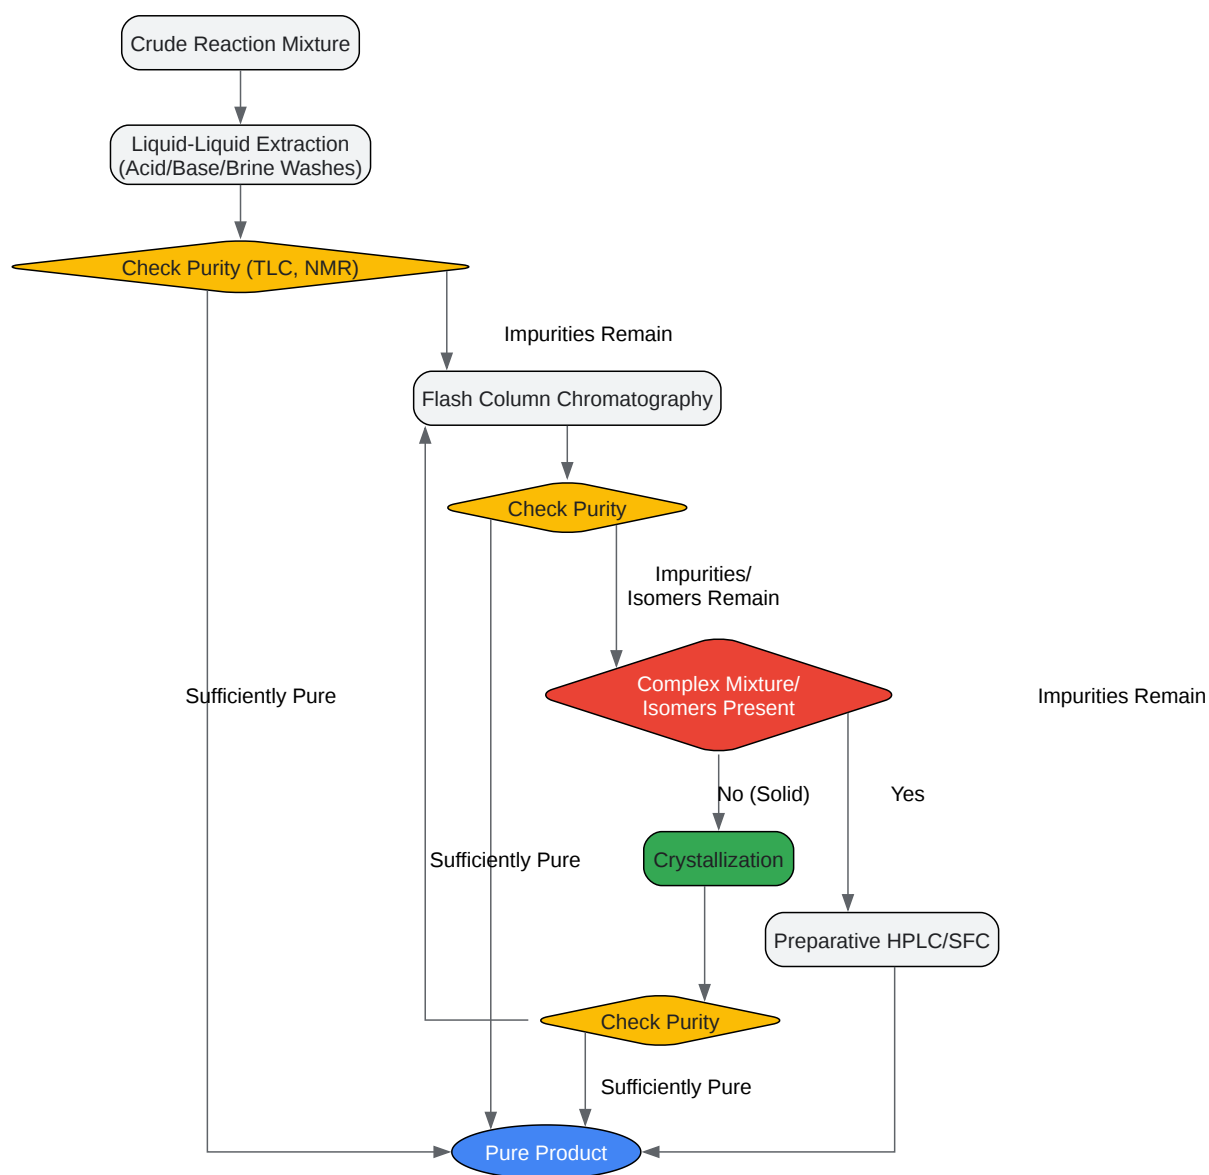 Crude Reaction Mixture
Liquid-Liquid Extraction
(Acid/Base/Brine Washes)
Check Purity (TLC, NMR)
Impurities Remain
Flash Column Chromatography
Check Purity
Impurities/
Isomers Remain
Complex Mixture/
Isomers Present
Sufficiently Pure
Impurities Remain
No (Solid)
Yes
Sufficiently Pure
Crystallization
Preparative HPLC/SFC
Check Purity
Sufficiently Pure
Pure Product